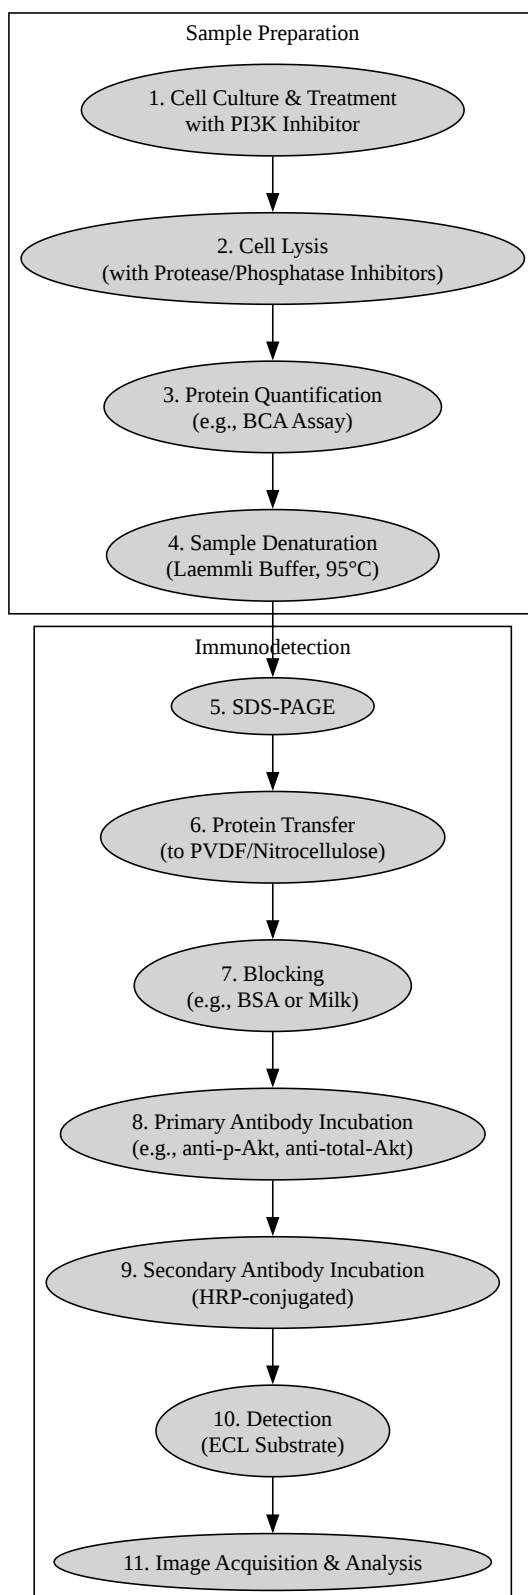 Sample Preparation
1. Cell Culture & Treatment
with PI3K Inhibitor
2. Cell Lysis
(with Protease/Phosphatase Inhibitors)
3. Protein Quantification
(e.g., BCA Assay)
4. Sample Denaturation
(Laemmli Buffer, 95°C)
Immunodetection
5. SDS-PAGE
6. Protein Transfer
(to PVDF/Nitrocellulose)
7. Blocking
(e.g., BSA or Milk)
8. Primary Antibody Incubation
(e.g., anti-p-Akt, anti-total-Akt)
9. Secondary Antibody Incubation
(HRP-conjugated)
10. Detection
(ECL Substrate)
11. Image Acquisition & Analysis